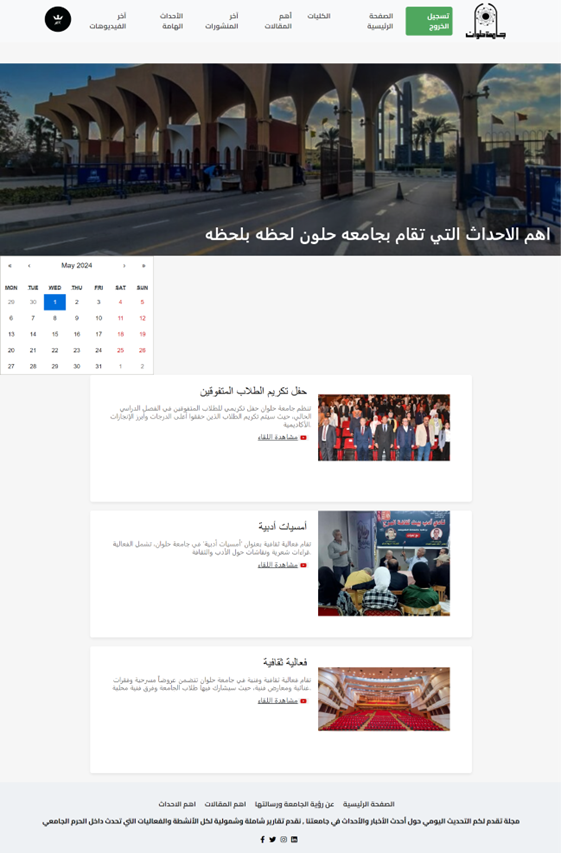 جامعة حلوان
تسجيل الخروج
الصفحة الرئيسية
الكليات
أهم المقالات
آخر المنشورات
الأحداث الهامة
آخر الفيديوهات
اهم الاحداث التي تقام بجامعه حلون لحظه بلحظه
« ‹ May 2024 › »
MON TUE WED THU FRI SAT SUN
29 30 1 2 3 4 5
6 7 8 9 10 11 12
13 14 15 16 17 18 19
20 21 22 23 24 25 26
27 28 29 30 31 1 2
حفل تكريم الطلاب المتفوقين
تنظم جامعة حلوان حفل تكريمي للطلاب المتفوقين في الفصل الدراسي
الحالي، حيث سيتم تكريم الطلاب الذين حققوا أعلى الدرجات وأبرز الإنجازات
الأكاديمية.
مشاهدة اللقاء
أمسيات أدبية
تقام فعالية ثقافية بعنوان "أمسيات أدبية" في جامعة حلوان، تشمل الفعالية
قراءات شعرية ونقاشات حول الأدب والثقافة.
مشاهدة اللقاء
فعالية ثقافية
تقام فعالية ثقافية وفنية في جامعة حلوان تتضمن عروضاً مسرحية وفقرات
غنائية ومعارض فنية، حيث سيشارك فيها طلاب الجامعة وفرق فنية محلية.
مشاهدة اللقاء
الصفحة الرئيسية عن رؤية الجامعة ورسالتها اهم المقالات اهم الاحداث
مجلة تقدم لكم التحديث اليومي حول أحدث الأخبار والأحداث في جامعتنا , نقدم تقارير شاملة وشمولية لكل الأنشطة والفعاليات التي تحدث داخل الحرم الجامعي